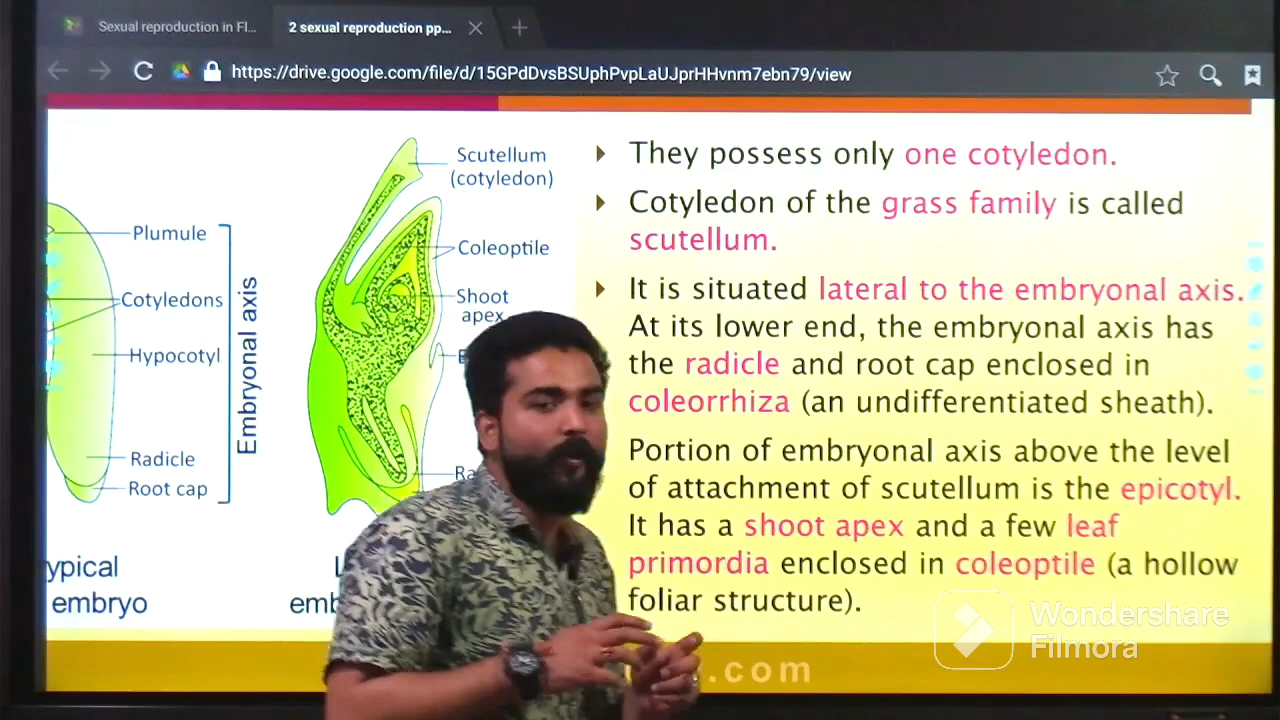 Sexual reproduction in Fl...
2 sexual reproduction pp...
https://drive.google.com/file/d/15GPdDvsBSUphPvpLaUJprHHvnm7ebn79/view
Plumule
Cotyledons
Hypocotyl
Radicle
Root cap
Embryonal axis
ypical
embryo
Scutellum
(cotyledon)
Coleoptile
Shoot
apex
Ra
L
emb
They possess only one cotyledon.
Cotyledon of the grass family is called
scutellum.
It is situated lateral to the embryonal axis.
At its lower end, the embryonal axis has
the radicle and root cap enclosed in
coleorrhiza (an undifferentiated sheath).
Portion of embryonal axis above the level
of attachment of scutellum is the epicotyl.
It has a shoot apex and a few leaf
primordia enclosed in coleoptile (a hollow
foliar structure).
Wondershare
Filmora
.com